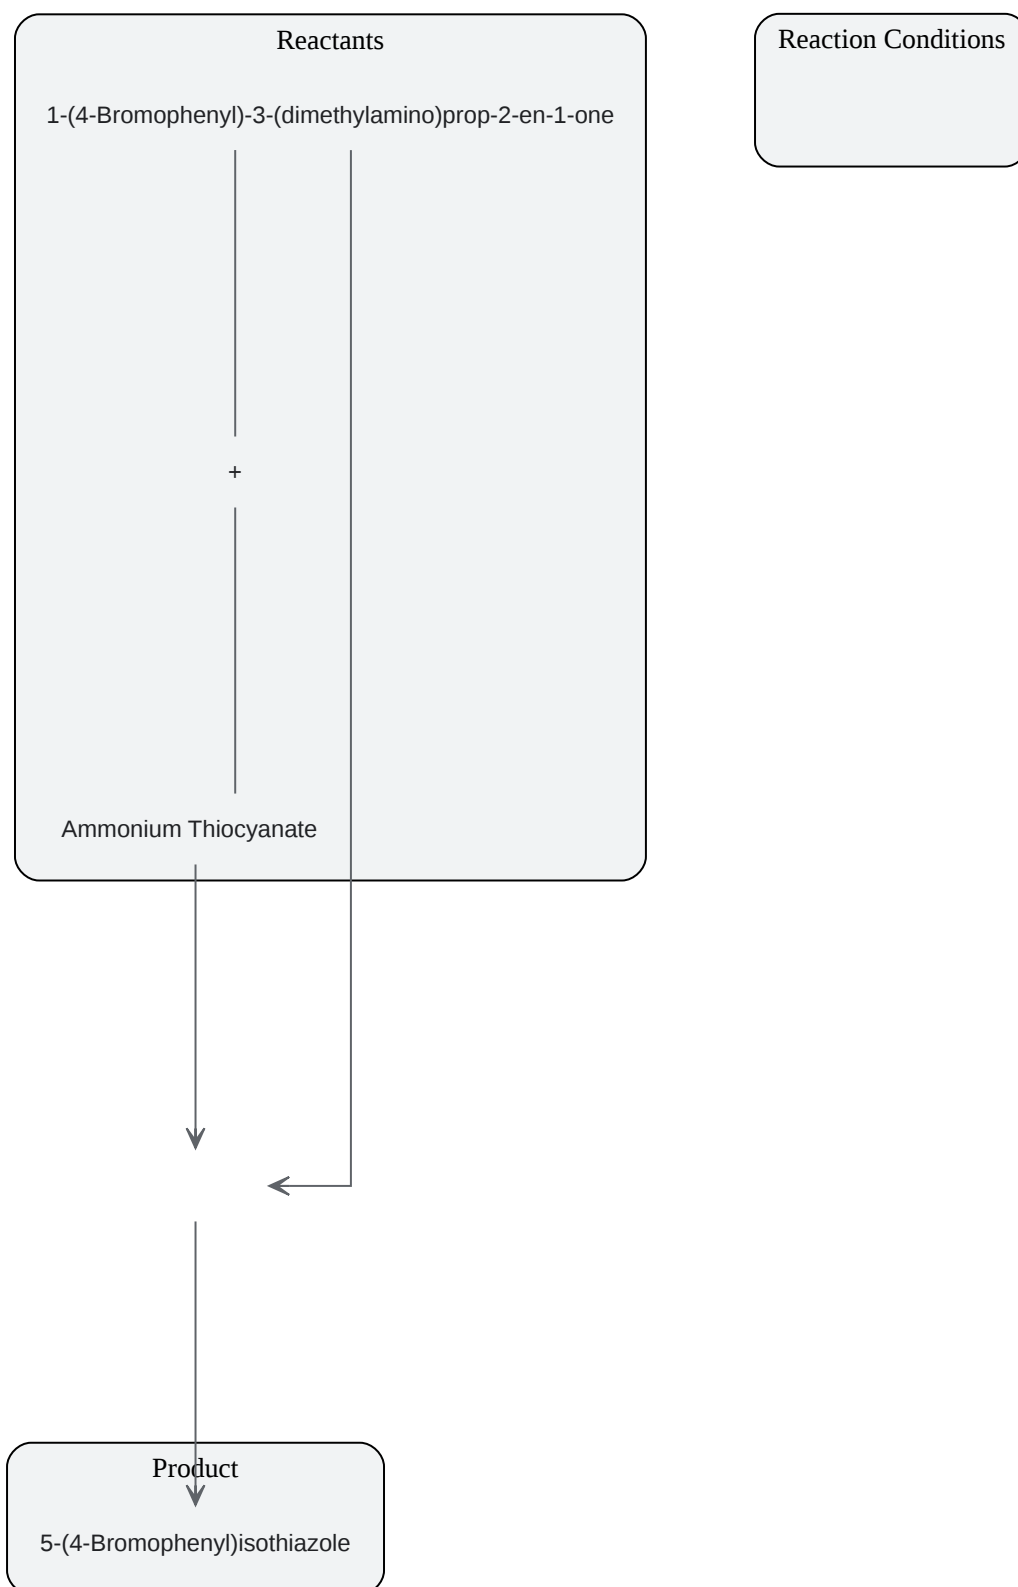 Reactants
Reaction Conditions
1-(4-Bromophenyl)-3-(dimethylamino)prop-2-en-1-one
+
Ammonium Thiocyanate
Product
5-(4-Bromophenyl)isothiazole